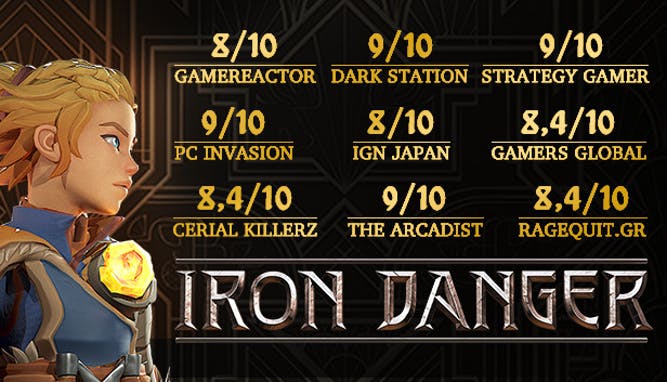 8/10 9/10 9/10
GAMEREACTOR DARK STATION STRATEGY GAMER
9/10 8/10 8,4/10
PC INVASION IGN JAPAN GAMERS GLOBAL
8,4/10 9/10 8,4/10
CERIAL KILLERZ THE ARCADIST RAGEQUIT.GR
IRON DANGER